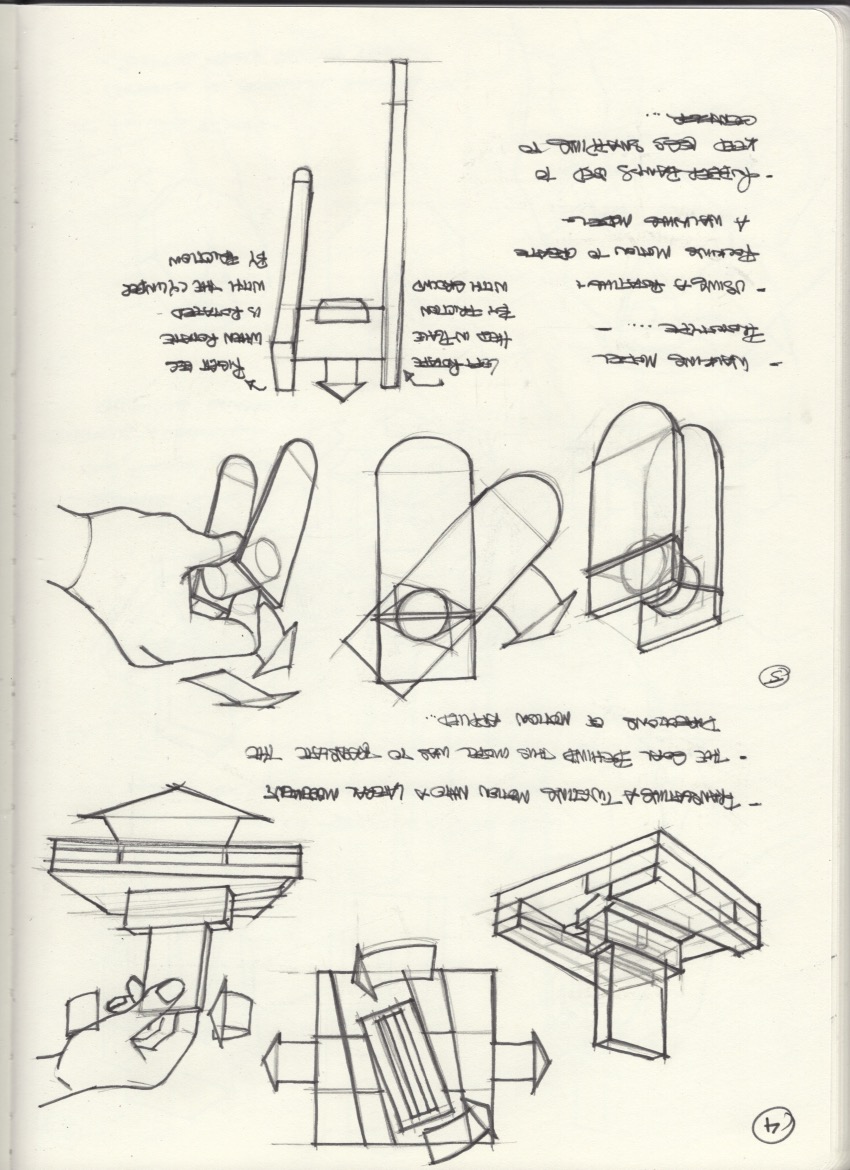 4
- TRANSLATING A TWISTING MOTION INTO A LATERAL MOVEMENT
- THE GOAL BEHIND THIS MODEL WAS TO TRANSLATE THE
DIRECTIONS OF MOTION APPLIED...
5
- WALKING MODEL
PROTOTYPE.... -
- USING A ROTATING +
ROCKING MOTION TO CREATE
A WALKING MODEL -
- RUBBER BANDS USED TO
KEEP LEGS SNAPPING TO
CENTER...
LEFT ROTATE
HELD IN PLACE
BY FRICTION
WITH GROUND
RIGHT LEG
WHEN ROTATE
IS ROTATED
WITH THE CYLINDER
BY FRICTION